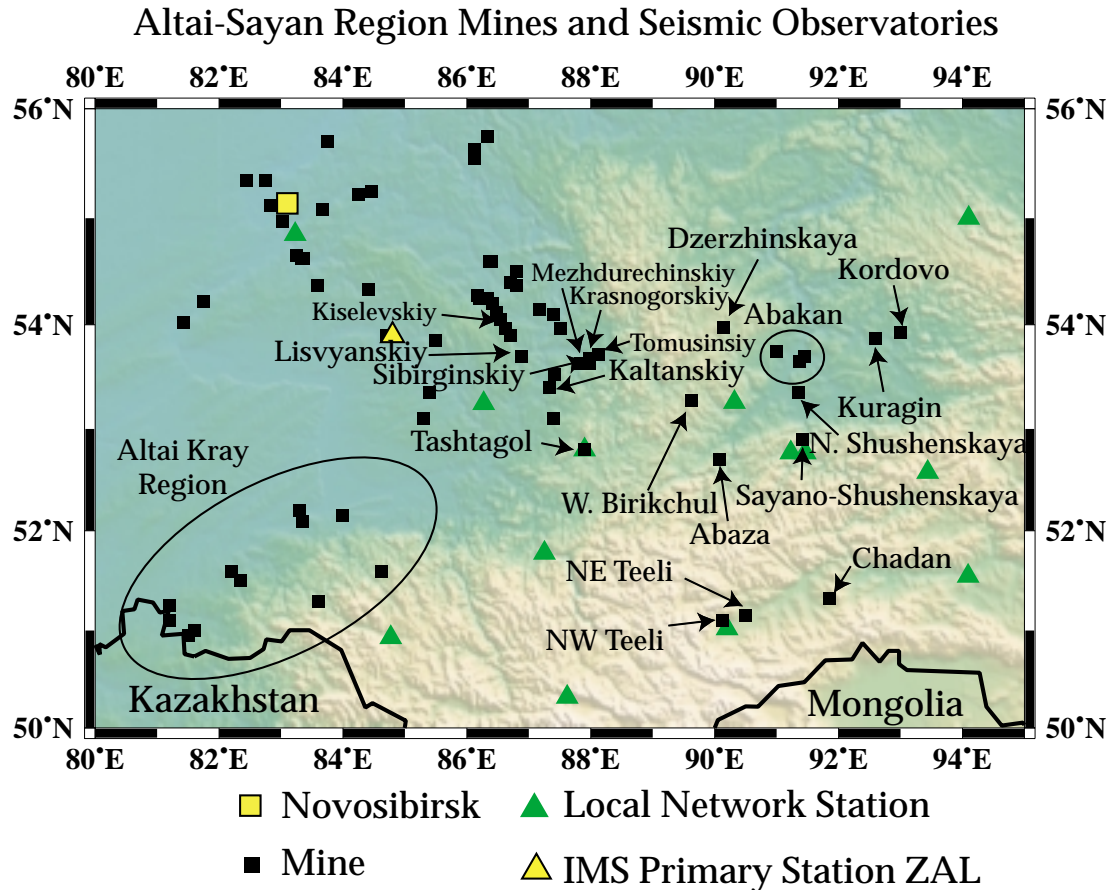 Altai-Sayan Region Mines and Seismic Observatories
80°E 82°E 84°E 86°E 88°E 90°E 92°E 94°E
56°N 56°N
Dzerzhinskaya
Kordovo
Mezhdurechinskiy
Krasnogorskiy
Kiselevskiy
54°N 54°N
Abakan
Tomusinsiy
Lisvyanskiy
Sibirginskiy
Kaltanskiy
Kuragin
Tashtagol
N. Shushenskaya
Altai Kray
Region
W. Birikchul
Sayano-Shushenskaya
Abaza
52°N 52°N
NE Teeli
Chadan
NW Teeli
Kazakhstan
Mongolia
50°N 50°N
80°E 82°E 84°E 86°E 88°E 90°E 92°E 94°E
Novosibirsk
Local Network Station
Mine
IMS Primary Station ZAL